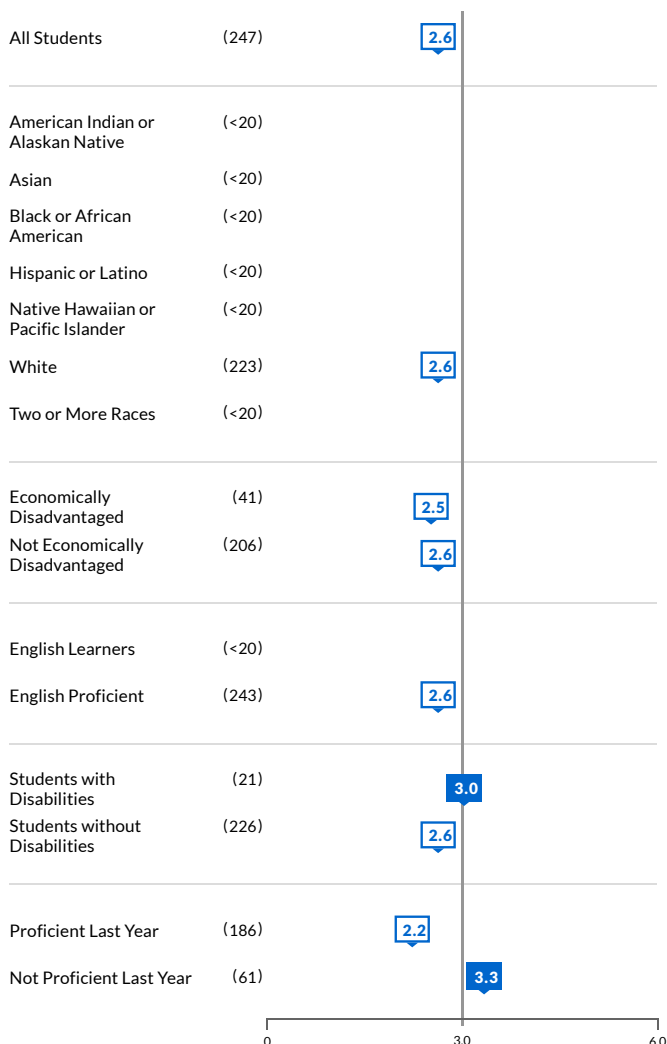 All Students (247) 2.6
American Indian or (<20)
Alaskan Native
Asian (<20)
Black or African (<20)
American
Hispanic or Latino (<20)
Native Hawaiian or (<20)
Pacific Islander
White (223) 2.6
Two or More Races (<20)
Economically (41) 2.5
Disadvantaged
Not Economically (206) 2.6
Disadvantaged
English Learners (<20)
English Proficient (243) 2.6
Students with (21) 3.0
Disabilities
Students without (226) 2.6
Disabilities
Proficient Last Year (186) 2.2
Not Proficient Last Year (61) 3.3
0 3.0 6.0